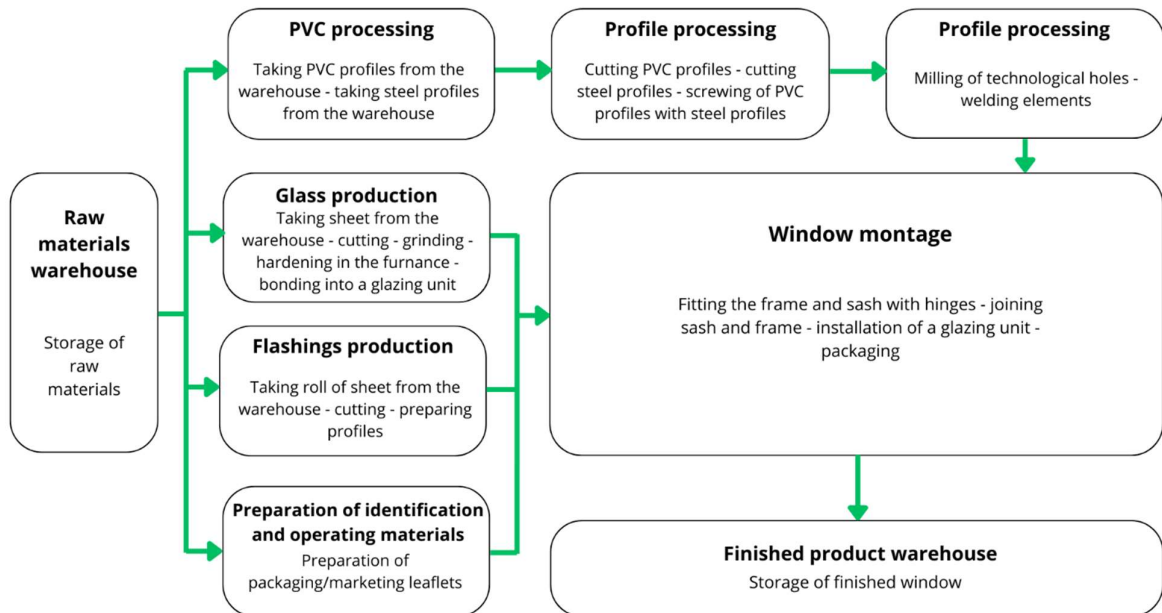 PVC processing
Taking PVC profiles from the
warehouse - taking steel profiles
from the warehouse
Profile processing
Cutting PVC profiles - cutting
steel profiles - screwing of PVC
profiles with steel profiles
Profile processing
Milling of technological holes -
welding elements
Raw
materials
warehouse
Storage of
raw
materials
Glass production
Taking sheet from the
warehouse - cutting - grinding -
hardening in the furnance -
bonding into a glazing unit
Flashings production
Taking roll of sheet from the
warehouse - cutting - preparing
profiles
Preparation of identification
and operating materials
Preparation of
packaging/marketing leaflets
Window montage
Fitting the frame and sash with hinges - joining
sash and frame - installation of a glazing unit -
packaging
Finished product warehouse
Storage of finished window